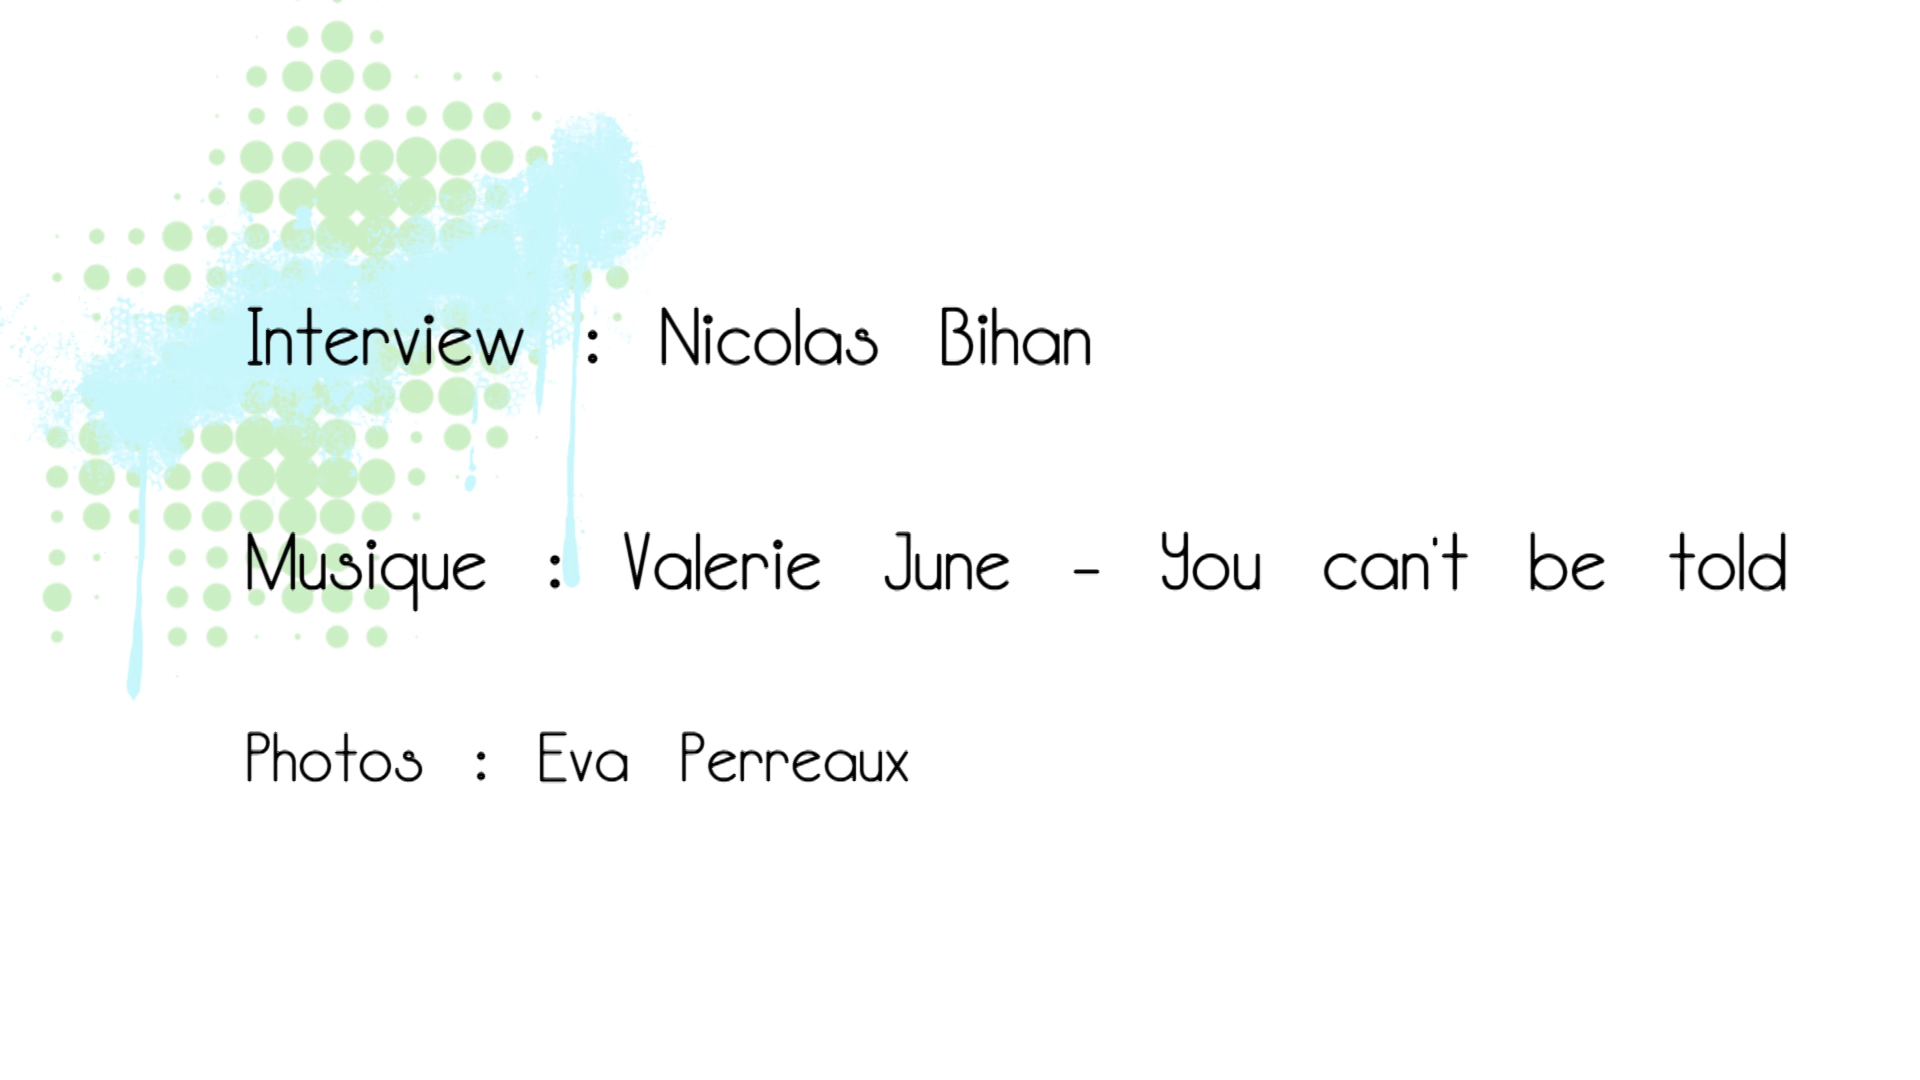 Interview : Nicolas Bihan
Musique : Valerie June - You can't be told
Photos : Eva Perreaux